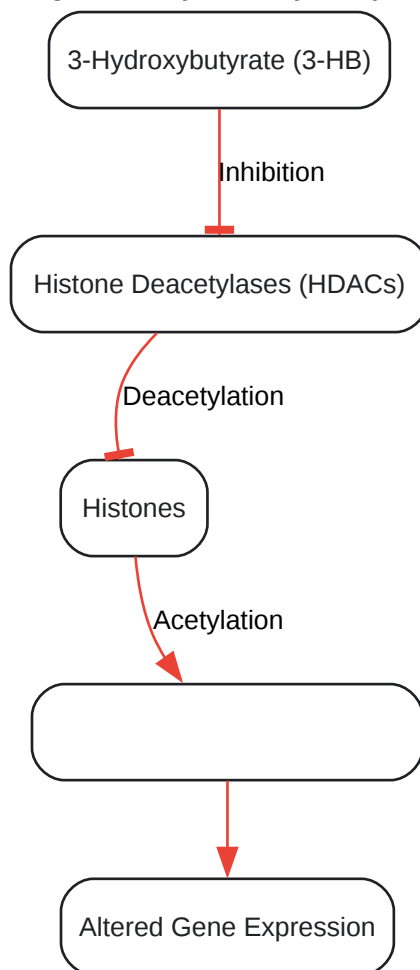 3-Hydroxybutyrate (3-HB)
Inhibition
Histone Deacetylases (HDACs)
Deacetylation
Histones
Acetylation
Altered Gene Expression